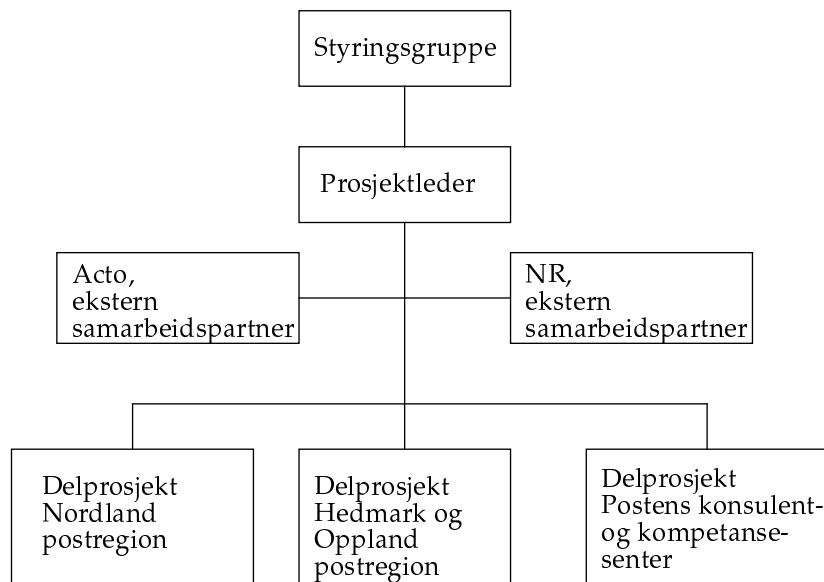 Styringsgruppe
Prosjektleder
Acto,
ekstern
samarbeidspartner
NR,
ekstern
samarbeidspartner
Delprosjekt
Nordland
postregion
Delprosjekt
Hedmark og
Oppland
postregion
Delprosjekt
Postens konsulent-
og kompetanse-
senter